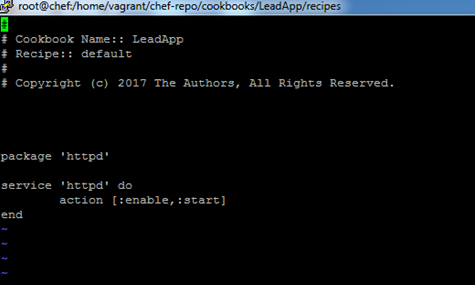 root@chef:/home/vagrant/chef-repo/cookbooks/LeadApp/recipes
#
# Cookbook Name:: LeadApp
# Recipe:: default
#
# Copyright (c) 2017 The Authors, All Rights Reserved.
package 'httpd'
service 'httpd' do
        action [:enable,:start]
end
~
~
~
~